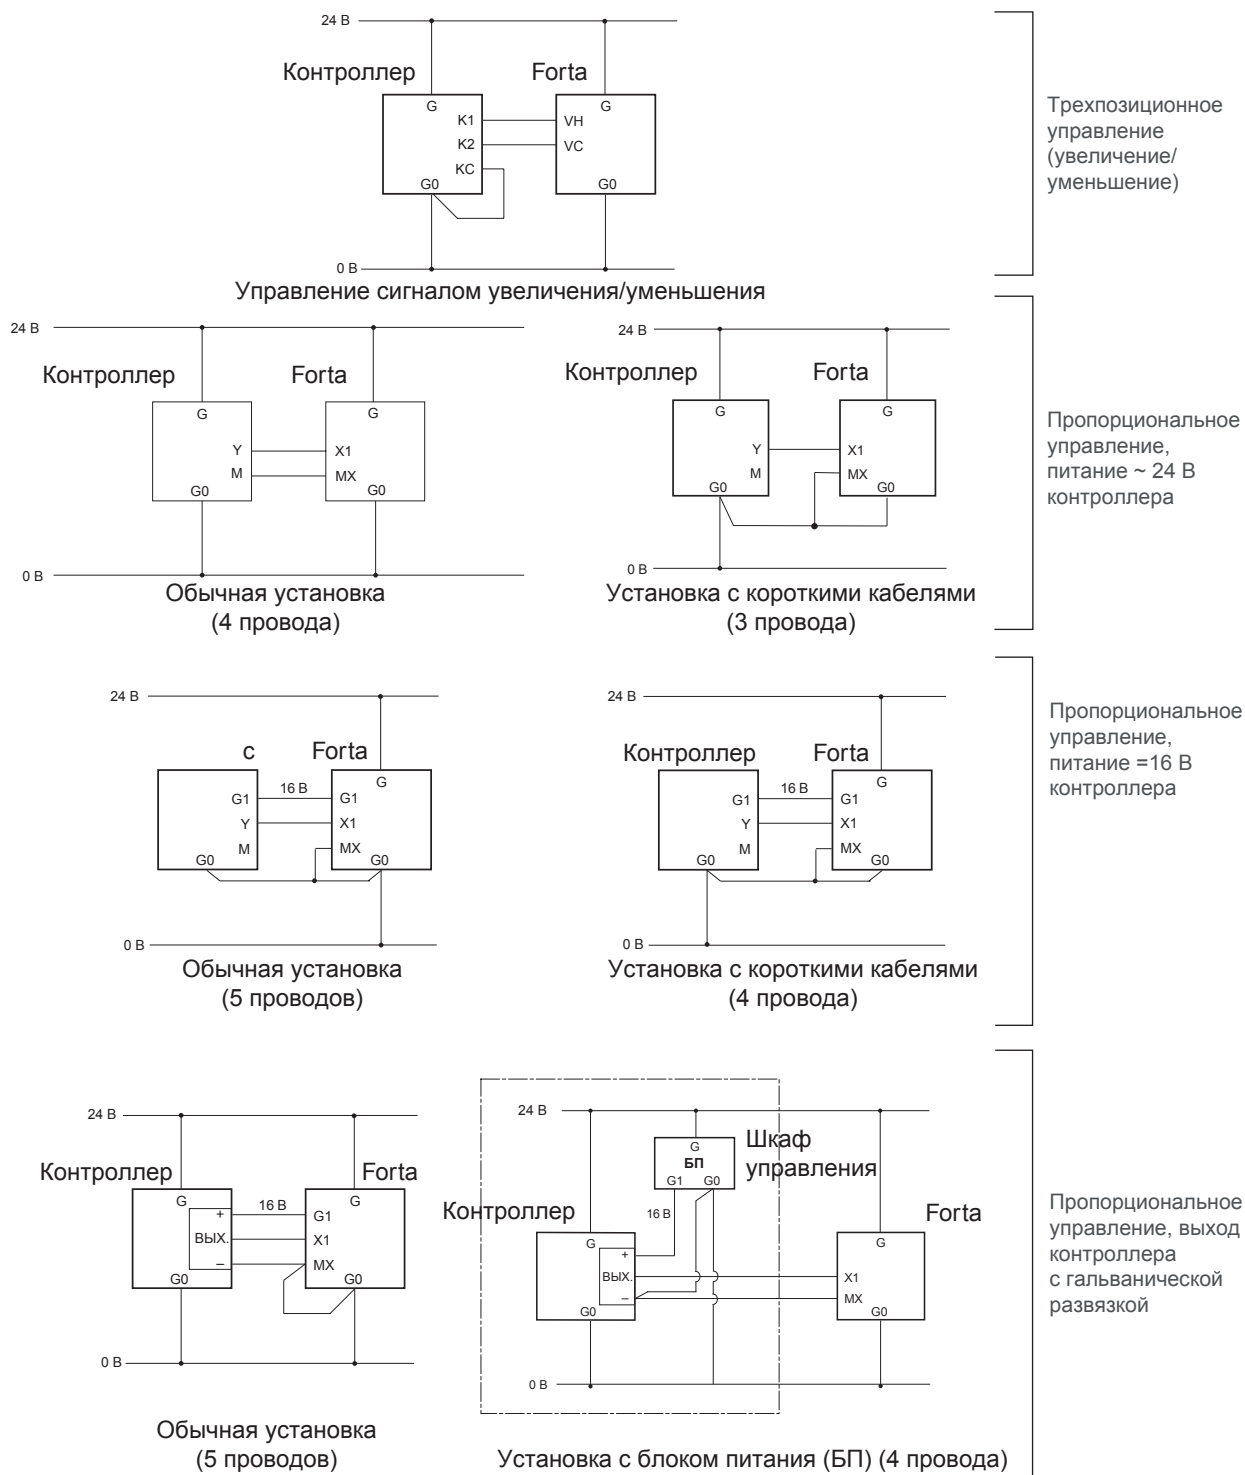 24 В
Контроллер
Forta
G
G
K1
VH
K2
VC
KC
G0
G0
0 В
Управление сигналом увеличения/уменьшения
Трехпозиционное
управление
(увеличение/
уменьшение)
24 В
Контроллер
Forta
G
G
Y
X1
M
MX
G0
G0
0 В
Обычная установка
(4 провода)
24 В
Контроллер
Forta
G
G
Y
X1
M
MX
G0
G0
0 В
Установка с короткими кабелями
(3 провода)
Пропорциональное
управление,
питание ~ 24 В
контроллера
24 В
с
Forta
G
16 В
G1
G1
Y
X1
M
MX
G0
G0
0 В
Обычная установка
(5 проводов)
24 В
Контроллер
Forta
G
16 В
G1
G1
Y
X1
M
MX
G0
G0
0 В
Установка с короткими кабелями
(4 провода)
Пропорциональное
управление,
питание =16 В
контроллера
24 В
Контроллер
Forta
G
G
16 В
+
G1
ВЫХ.
X1
–
MX
G0
G0
0 В
Обычная установка
(5 проводов)
24 В
Шкаф
управления
G
БП
G1
G0
16 В
Контроллер
Forta
G
G
+
ВЫХ.
X1
–
MX
G0
G0
0 В
Установка с блоком питания (БП) (4 провода)
Пропорциональное
управление, выход
контроллера
с гальванической
развязкой